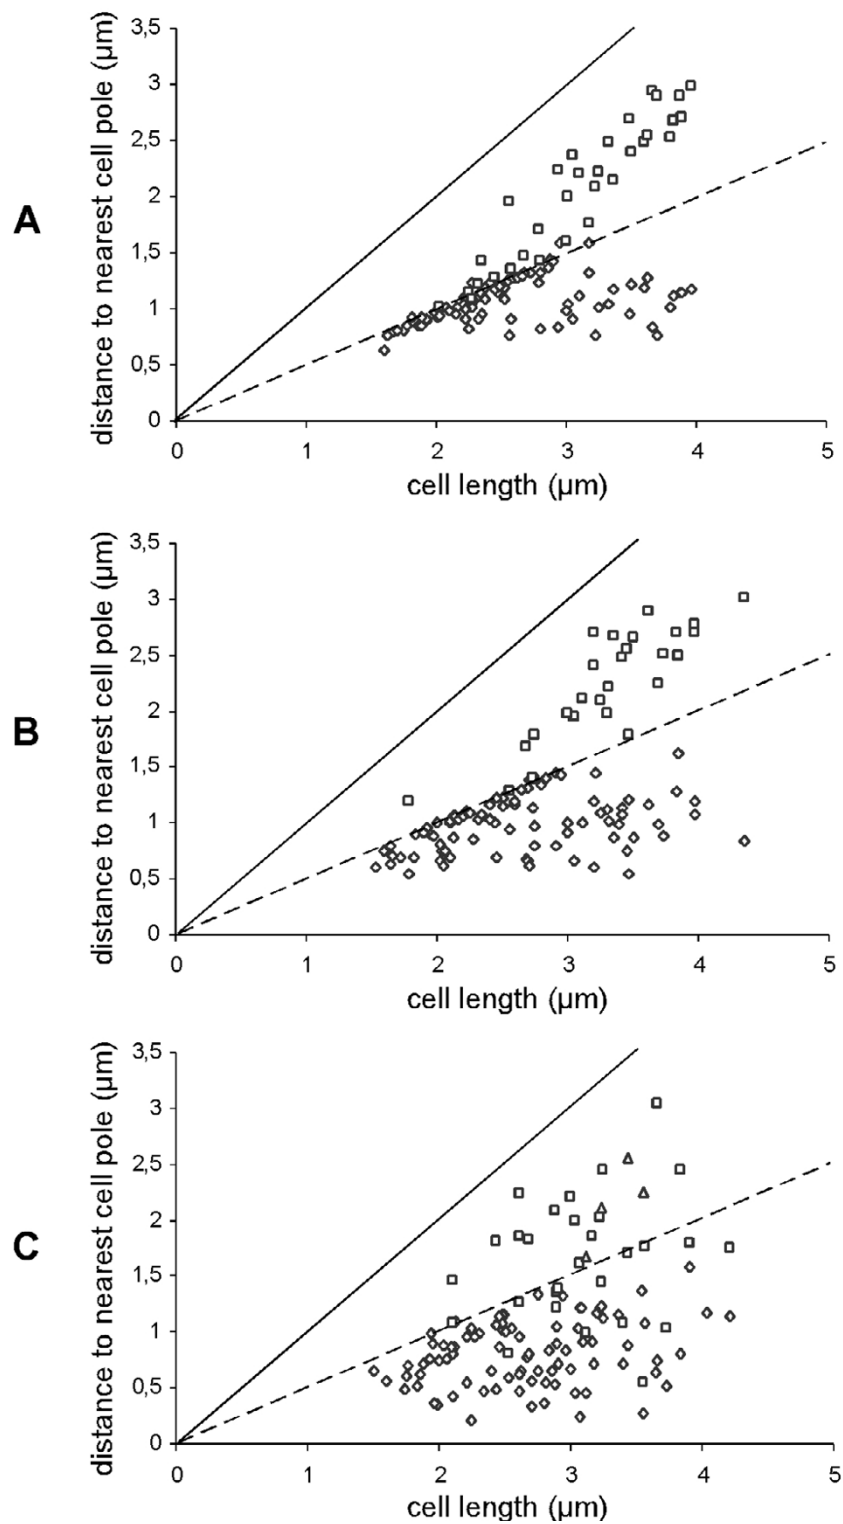 A
distance to nearest cell pole (µm)
3,5
3
2,5
2
1,5
1
0,5
0
0 1 2 3 4 5
cell length (µm)
B
distance to nearest cell pole (µm)
3,5
3
2,5
2
1,5
1
0,5
0
0 1 2 3 4 5
cell length (µm)
C
distance to nearest cell pole (µm)
3,5
3
2,5
2
1,5
1
0,5
0
0 1 2 3 4 5
cell length (µm)